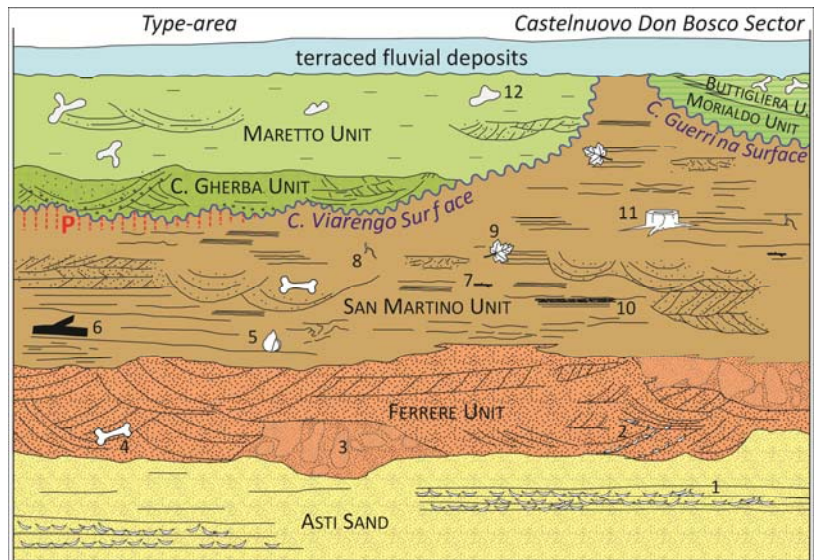 Type-area
Castelnuovo Don Bosco Sector
terraced fluvial deposits
12
BUTTIGLIERA U.
MARETTO UNIT
MORIALDO UNIT
C. Guerrina Surface
C. GHERBA UNIT
P
C. Viarengo Surface
11
9
8
7
SAN MARTINO UNIT
10
6
5
FERRERE UNIT
2
4
3
1
ASTI SAND